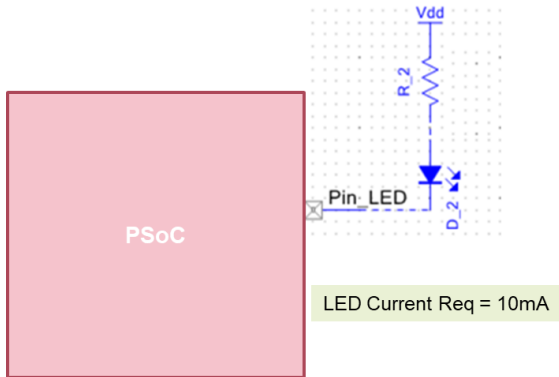 Vdd
R_2
Pin_LED
D_2
PSoC
LED Current Req = 10mA